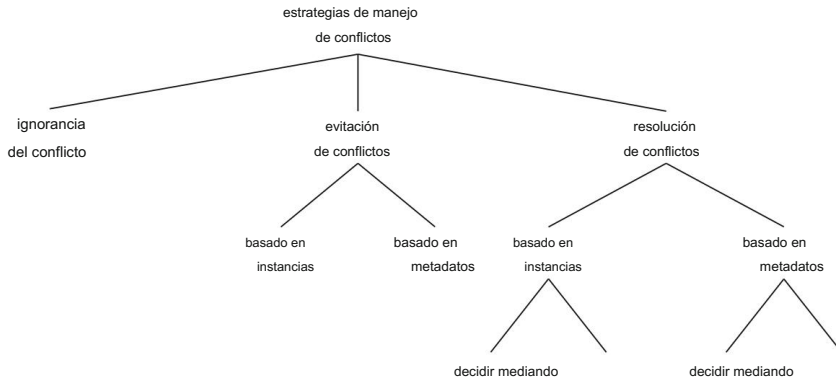 estrategias de manejo
de conflictos
ignorancia
del conflicto
evitación
de conflictos
resolución
de conflictos
basado en
instancias
basado en
metadatos
basado en
instancias
basado en
metadatos
decidir mediando
decidir mediando